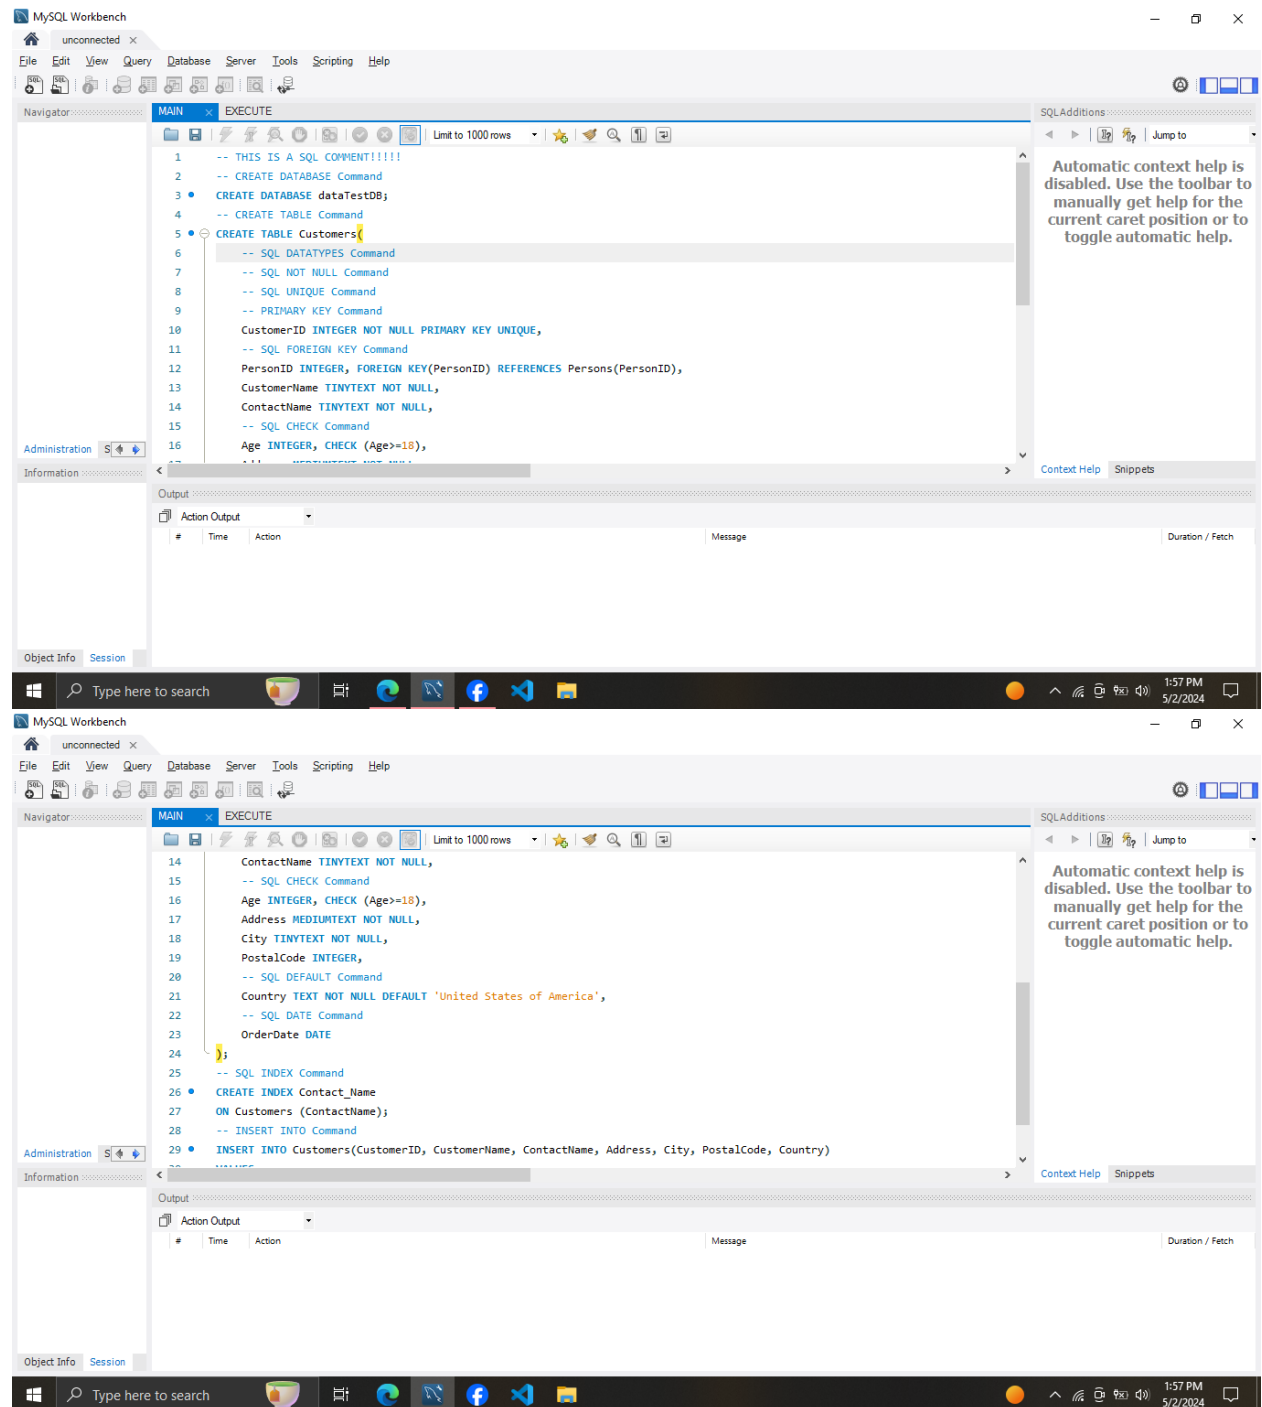 MySQL Workbench
unconnected ×
File Edit View Query Database Server Tools Scripting Help
Navigator
MAIN × EXECUTE
SQLAdditions
Limit to 1000 rows
Jump to
1 -- THIS IS A SQL COMMENT!!!!!
2 -- CREATE DATABASE Command
3 CREATE DATABASE dataTestDB;
4 -- CREATE TABLE Command
5 CREATE TABLE Customers(
6 -- SQL DATATYPES Command
7 -- SQL NOT NULL Command
8 -- SQL UNIQUE Command
9 -- PRIMARY KEY Command
10 CustomerID INTEGER NOT NULL PRIMARY KEY UNIQUE,
11 -- SQL FOREIGN KEY Command
12 PersonID INTEGER, FOREIGN KEY(PersonID) REFERENCES Persons(PersonID),
13 CustomerName TINYTEXT NOT NULL,
14 ContactName TINYTEXT NOT NULL,
15 -- SQL CHECK Command
16 Age INTEGER, CHECK (Age>=18),
Automatic context help is
disabled. Use the toolbar to
manually get help for the
current caret position or to
toggle automatic help.
Administration S
Information
Context Help Snippets
Output
Action Output
# Time Action Message Duration / Fetch
Object Info Session
Type here to search
1:57 PM
5/2/2024
MySQL Workbench
unconnected ×
File Edit View Query Database Server Tools Scripting Help
Navigator
MAIN × EXECUTE
SQLAdditions
Limit to 1000 rows
Jump to
14 ContactName TINYTEXT NOT NULL,
15 -- SQL CHECK Command
16 Age INTEGER, CHECK (Age>=18),
17 Address MEDIUMTEXT NOT NULL,
18 City TINYTEXT NOT NULL,
19 PostalCode INTEGER,
20 -- SQL DEFAULT Command
21 Country TEXT NOT NULL DEFAULT 'United States of America',
22 -- SQL DATE Command
23 OrderDate DATE
24 );
25 -- SQL INDEX Command
26 CREATE INDEX Contact_Name
27 ON Customers (ContactName);
28 -- INSERT INTO Command
29 INSERT INTO Customers(CustomerID, CustomerName, ContactName, Address, City, PostalCode, Country)
Automatic context help is
disabled. Use the toolbar to
manually get help for the
current caret position or to
toggle automatic help.
Administration S
Information
Context Help Snippets
Output
Action Output
# Time Action Message Duration / Fetch
Object Info Session
Type here to search
1:57 PM
5/2/2024